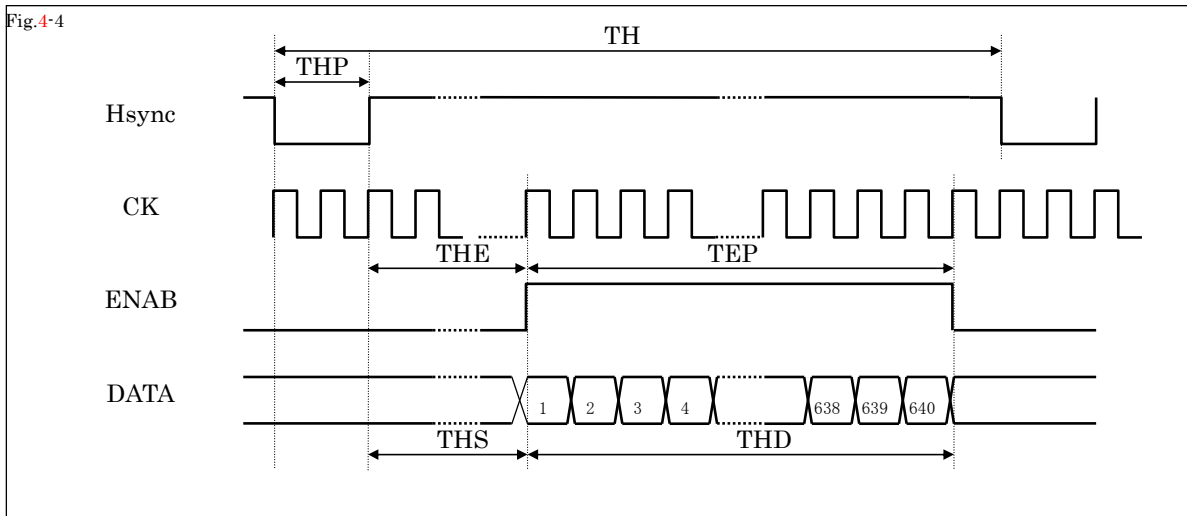 Fig.4-4
TH
THP
Hsync
CK
THE TEP
ENAB
DATA
1 2 3 4 638 639 640
THS THD